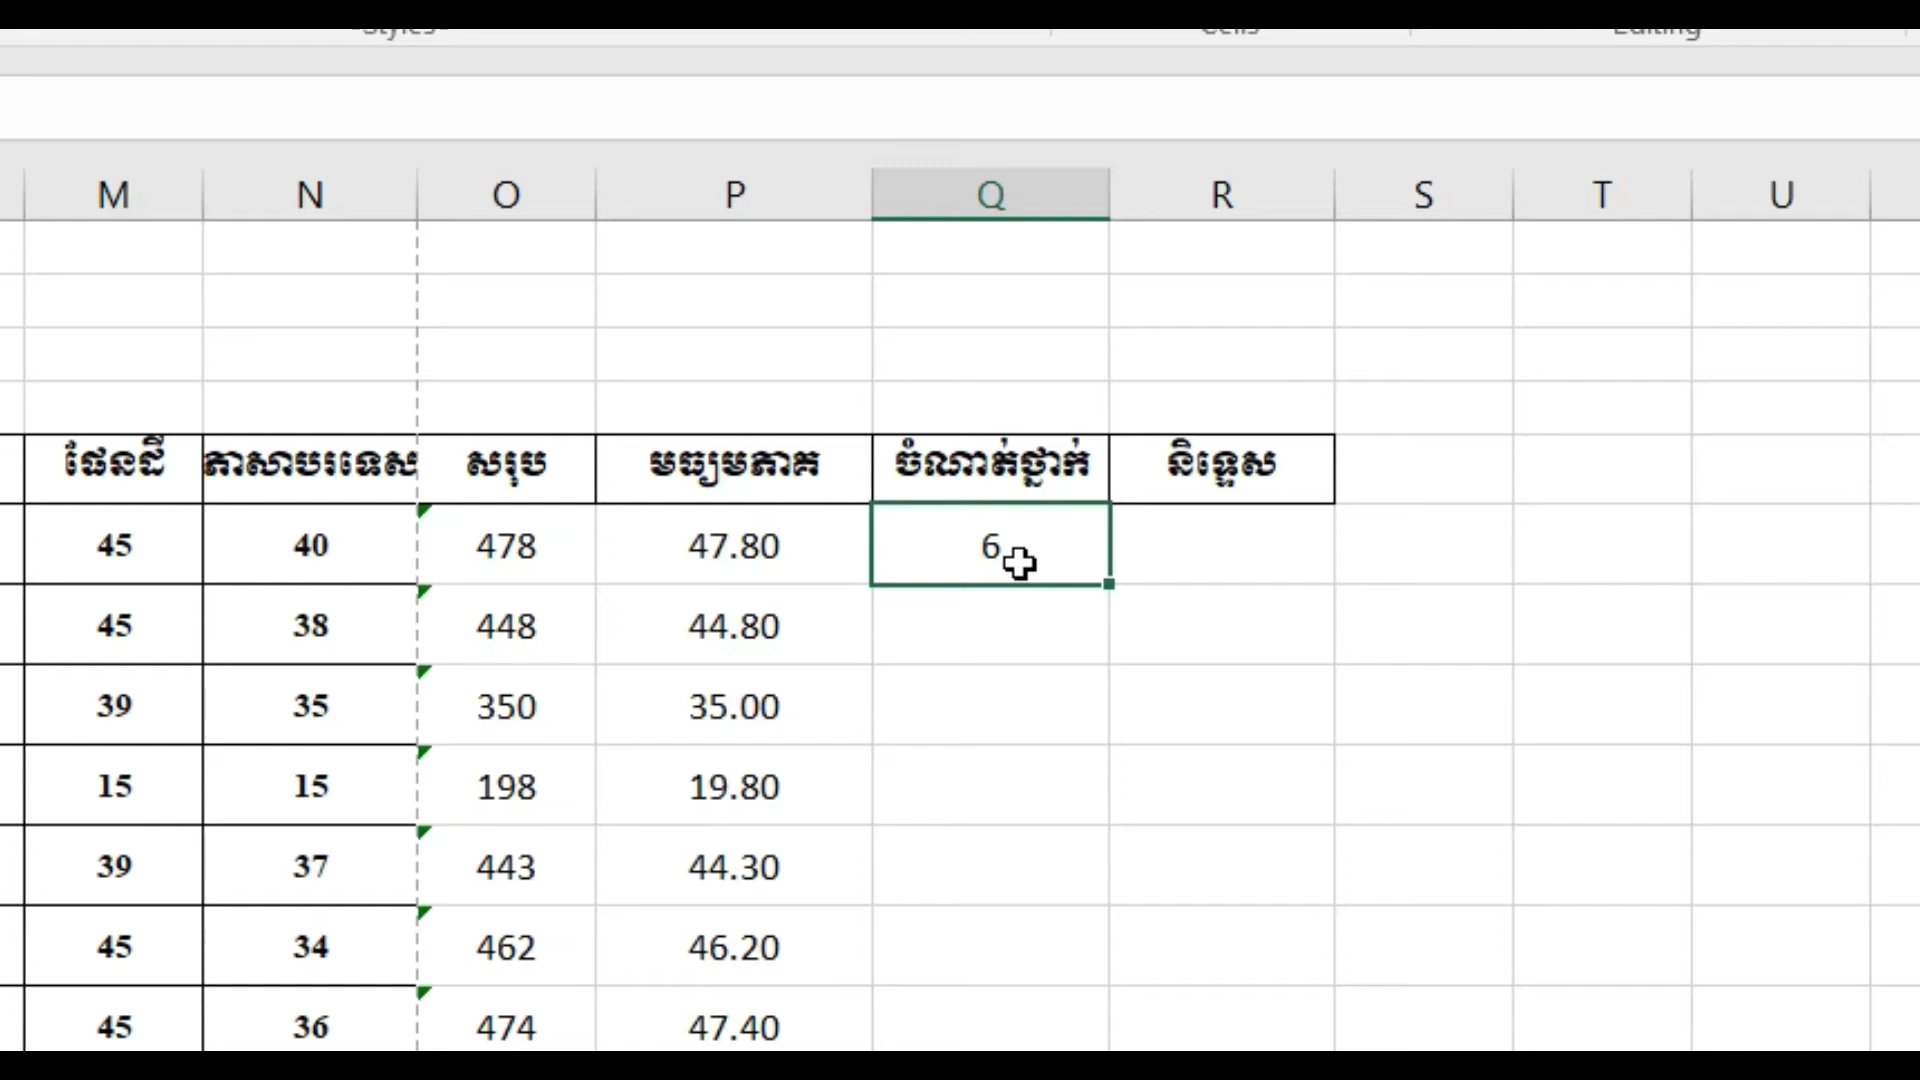 Styles Cells Editing
M N O P Q R S T U
ផែនដី ភាសាបរទេស សរុប មធ្យមភាគ ចំណាត់ថ្នាក់ និទ្ទេស
45 40 478 47.80 6
45 38 448 44.80
39 35 350 35.00
15 15 198 19.80
39 37 443 44.30
45 34 462 46.20
45 36 474 47.40